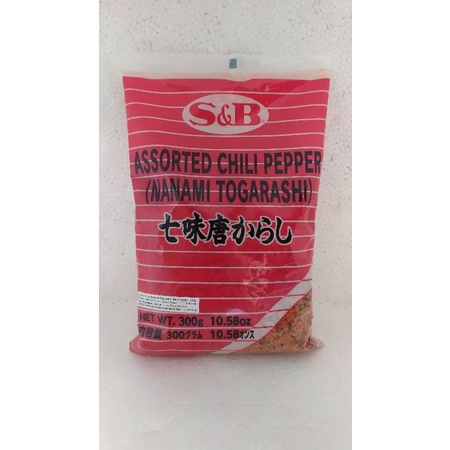 S&B
ASSORTED CHILI PEPPER
(NANAMI TOGARASHI)
七味唐からし
NET WT. 300g 10.58oz
内容量 300グラム 10.58オンス